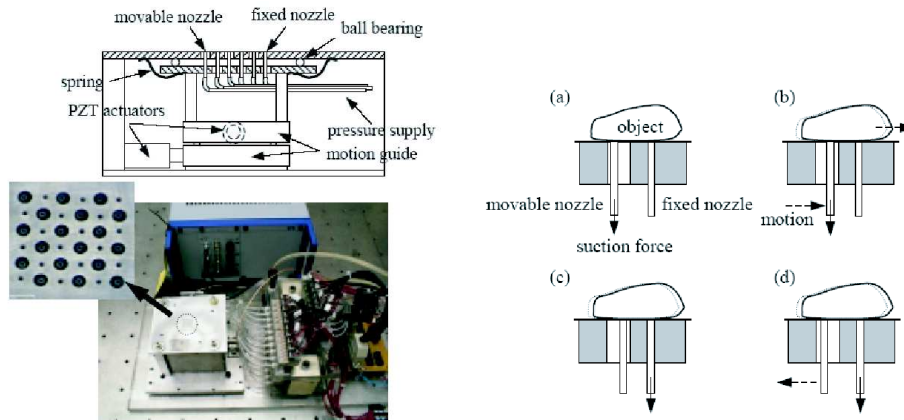 movable nozzle
fixed nozzle
ball bearing
spring
PZT actuators
pressure supply
motion guide
(a)
object
(b)
movable nozzle
fixed nozzle
motion
suction force
(c)
(d)